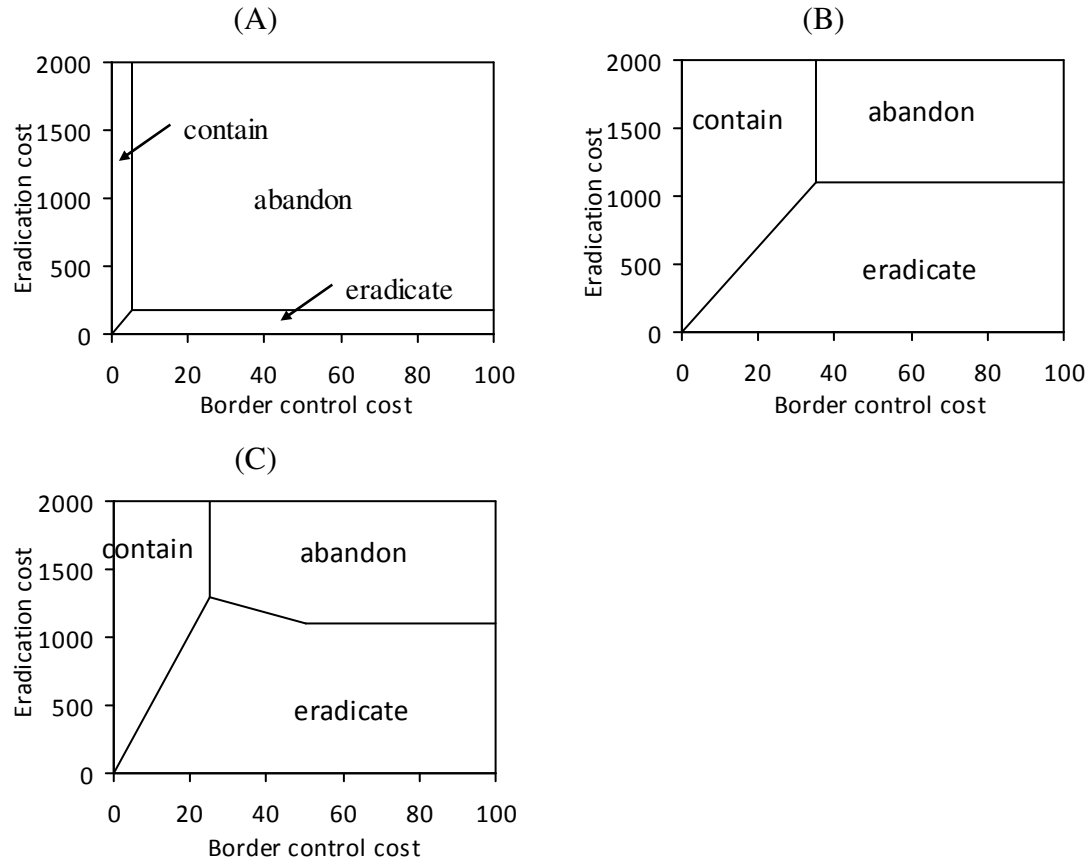 (A)
2000
1500
1000
500
0
Eradication cost
contain
abandon
eradicate
0 20 40 60 80 100
Border control cost
(B)
2000
1500
1000
500
0
Eradication cost
contain
abandon
eradicate
0 20 40 60 80 100
Border control cost
(C)
2000
1500
1000
500
0
Eradication cost
contain
abandon
eradicate
0 20 40 60 80 100
Border control cost